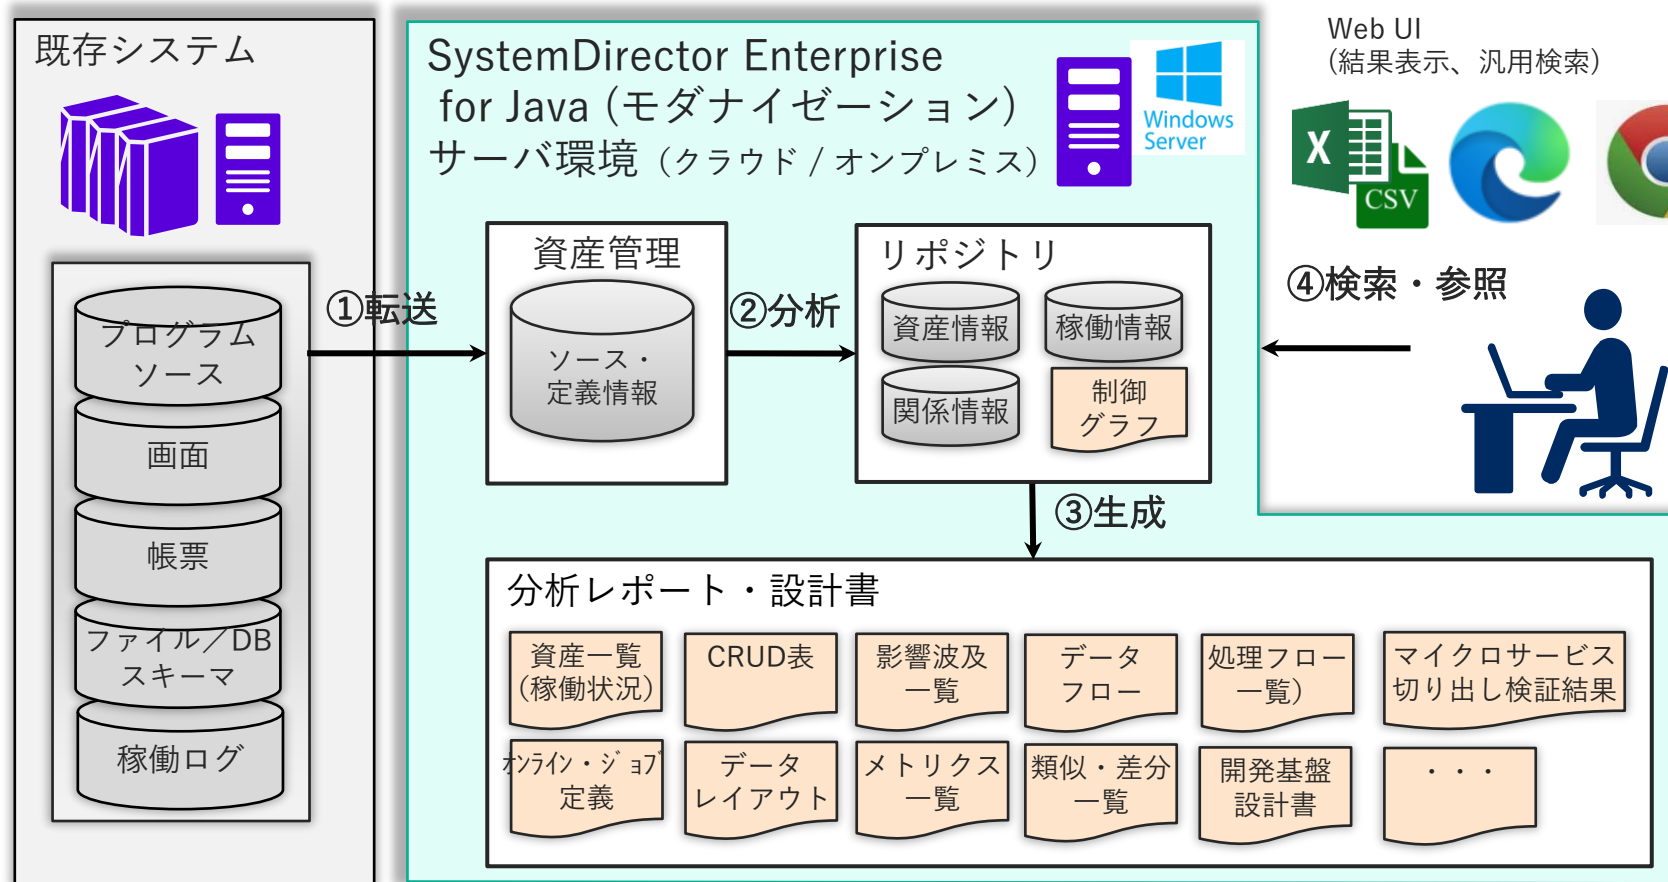 既存システム
プログラム
ソース
画面
帳票
ファイル／DB
スキーマ
稼働ログ
①転送
SystemDirector Enterprise
for Java (モダナイゼーション)
サーバ環境（クラウド / オンプレミス）
Windows
Server
資産管理
ソース・
定義情報
②分析
リポジトリ
資産情報
稼働情報
関係情報
制御
グラフ
③生成
分析レポート・設計書
資産一覧
(稼働状況)
CRUD表
影響波及
一覧
データ
フロー
処理フロー
一覧）
マイクロサービス
切り出し検証結果
ｵﾝﾗｲﾝ・ｼﾞｮﾌﾞ
定義
データ
レイアウト
メトリクス
一覧
類似・差分
一覧
開発基盤
設計書
・・・
Web UI
(結果表示、汎用検索)
X
CSV
④検索・参照